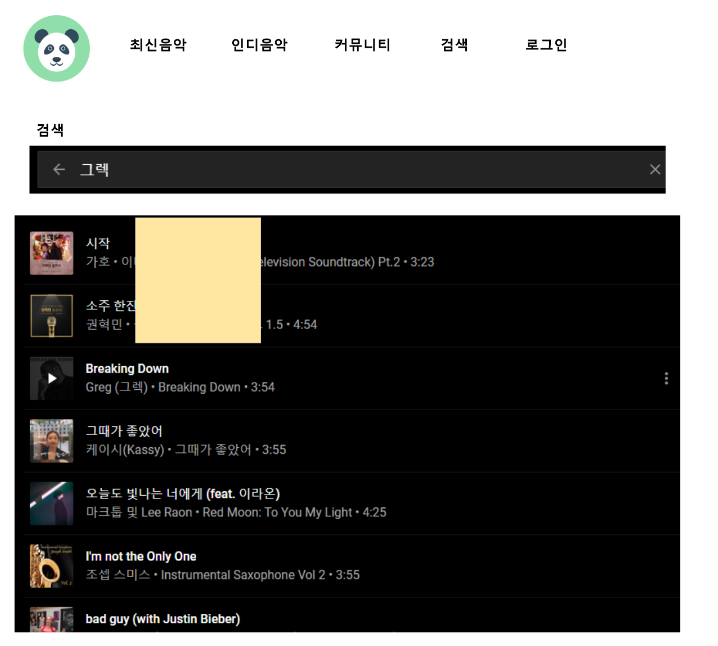 최신음악 인디음악 커뮤니티 검색 로그인
검색
그렉
시작
가호 • elevision Soundtrack) Pt.2 • 3:23
소주 한잔
권혁민 • 1.5 • 4:54
Breaking Down
Greg (그렉) • Breaking Down • 3:54
그때가 좋았어
케이시(Kassy) • 그때가 좋았어 • 3:55
오늘도 빛나는 너에게 (feat. 이라온)
마크툽 및 Lee Raon • Red Moon: To You My Light • 4:25
I'm not the Only One
조셉 스미스 • Instrumental Saxophone Vol 2 • 3:55
bad guy (with Justin Bieber)